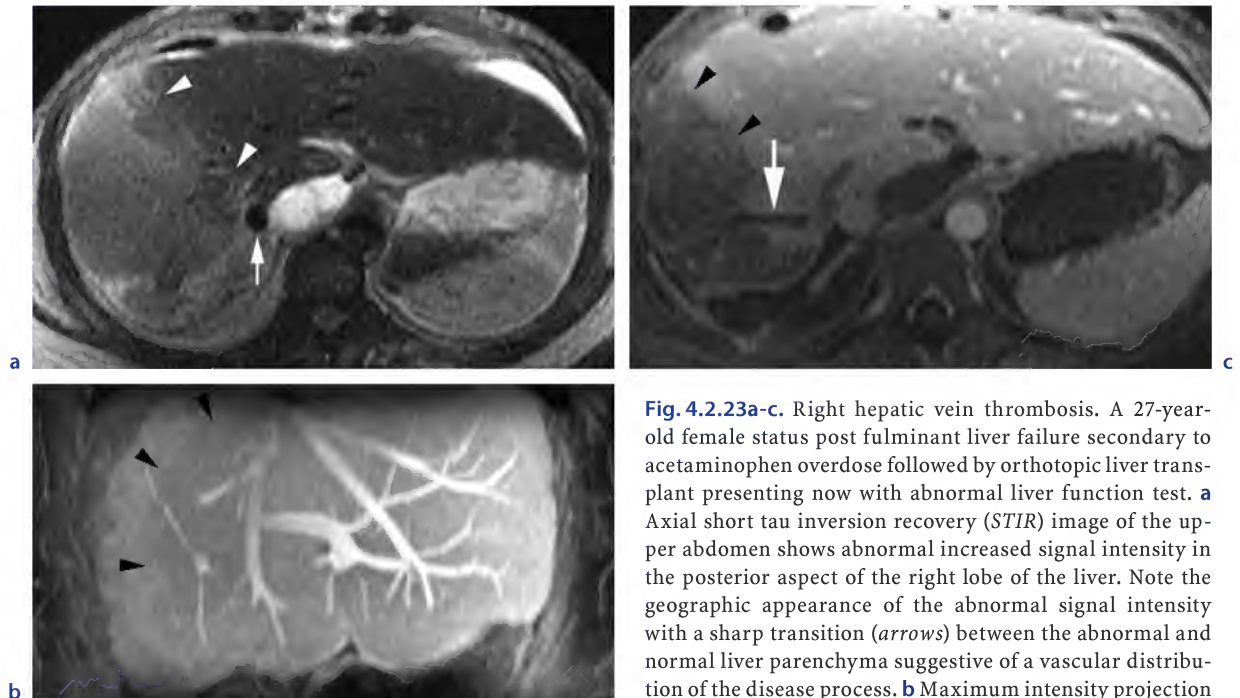 a
c
b
Fig. 4.2.23a-c. Right hepatic vein thrombosis. A 27-year-
old female status post fulminant liver failure secondary to
acetaminophen overdose followed by orthotopic liver trans-
plant presenting now with abnormal liver function test. a
Axial short tau inversion recovery (STIR) image of the up-
per abdomen shows abnormal increased signal intensity in
the posterior aspect of the right lobe of the liver. Note the
geographic appearance of the abnormal signal intensity
with a sharp transition (arrows) between the abnormal and
normal liver parenchyma suggestive of a vascular distribu-
tion of the disease process. b Maximum intensity projection